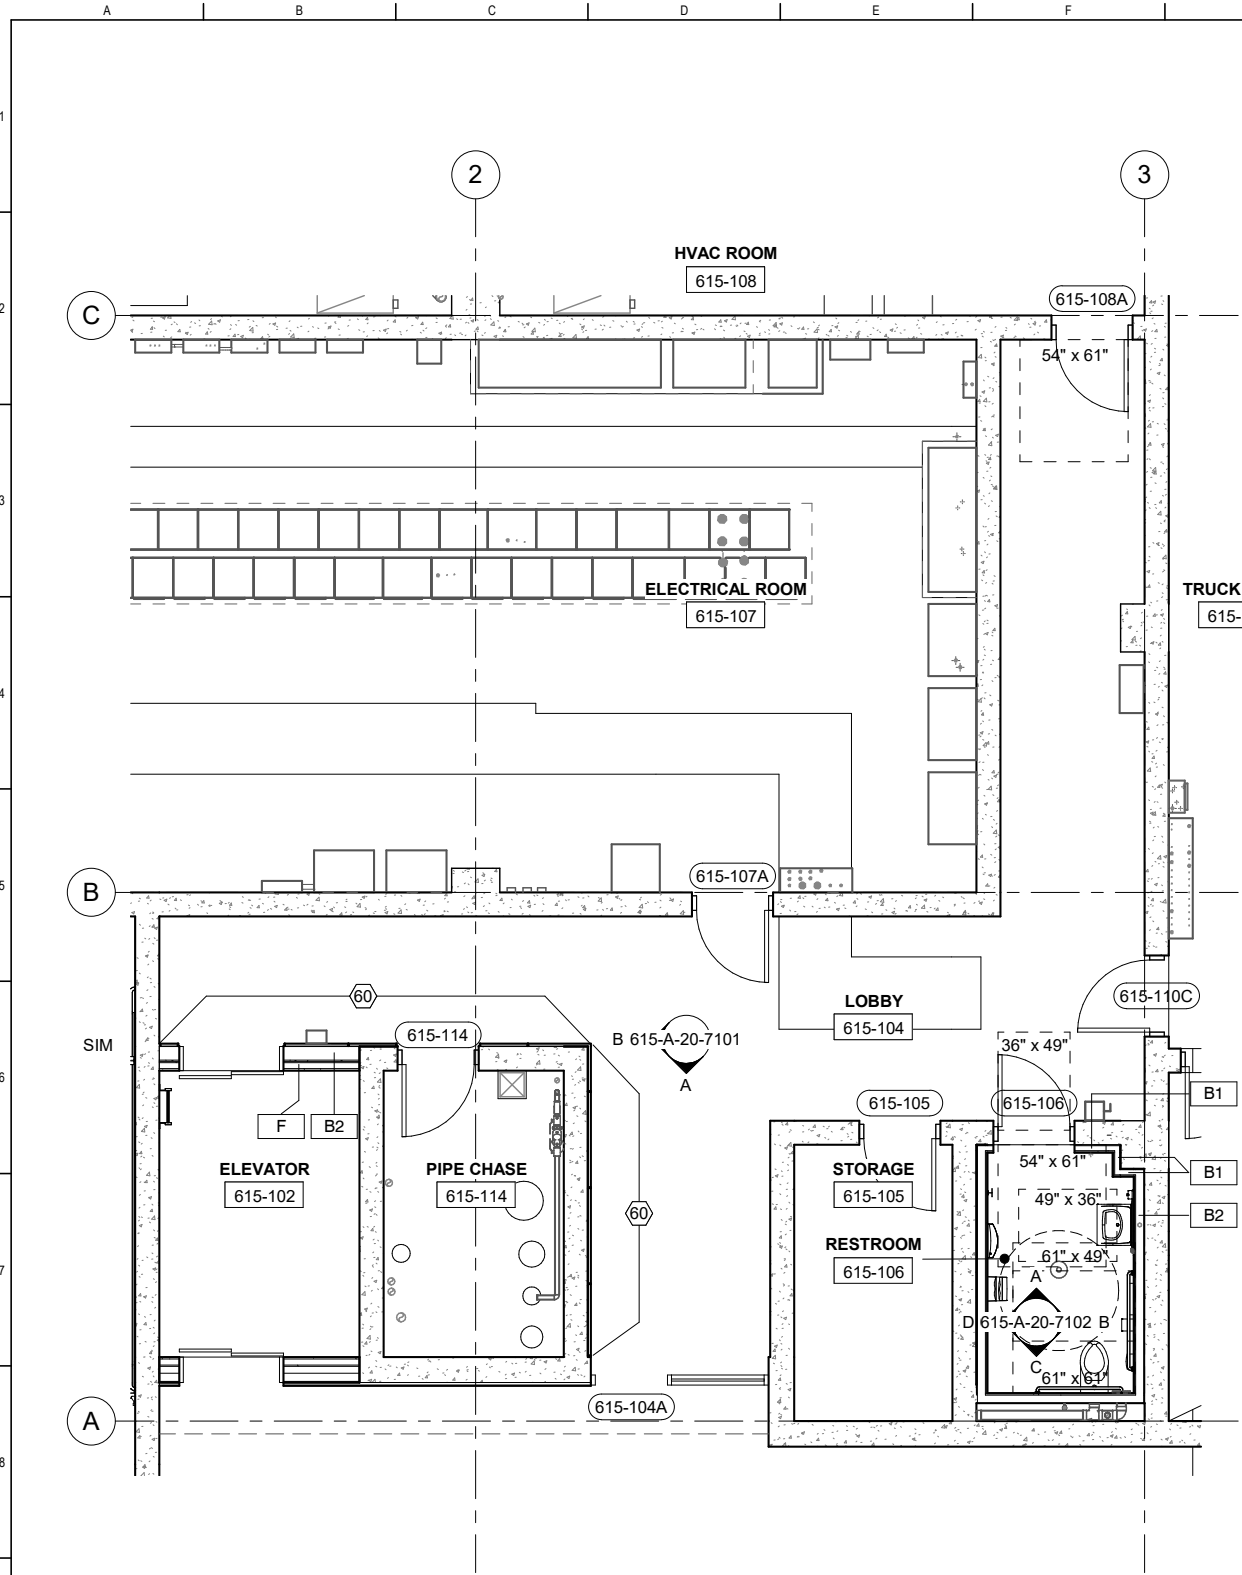 A B C D E F
1
2 3
HVAC ROOM
615-108
615-108A
2
C
54" x 61"
3
ELECTRICAL ROOM
615-107
TRUCK
615-
4
615-107A
5
B
60
615-110C
LOBBY
615-104
615-114
B 615-A-20-7101
A
SIM
36" x 49"
6
B1
615-105
615-106
F B2
54" x 61"
ELEVATOR
615-102
PIPE CHASE
615-114
STORAGE
615-105
B1
49" x 36"
60
B2
RESTROOM
615-106
61" x 49"
7
A
D 615-A-20-7102 B
C
61" x 61"
615-104A
A
8